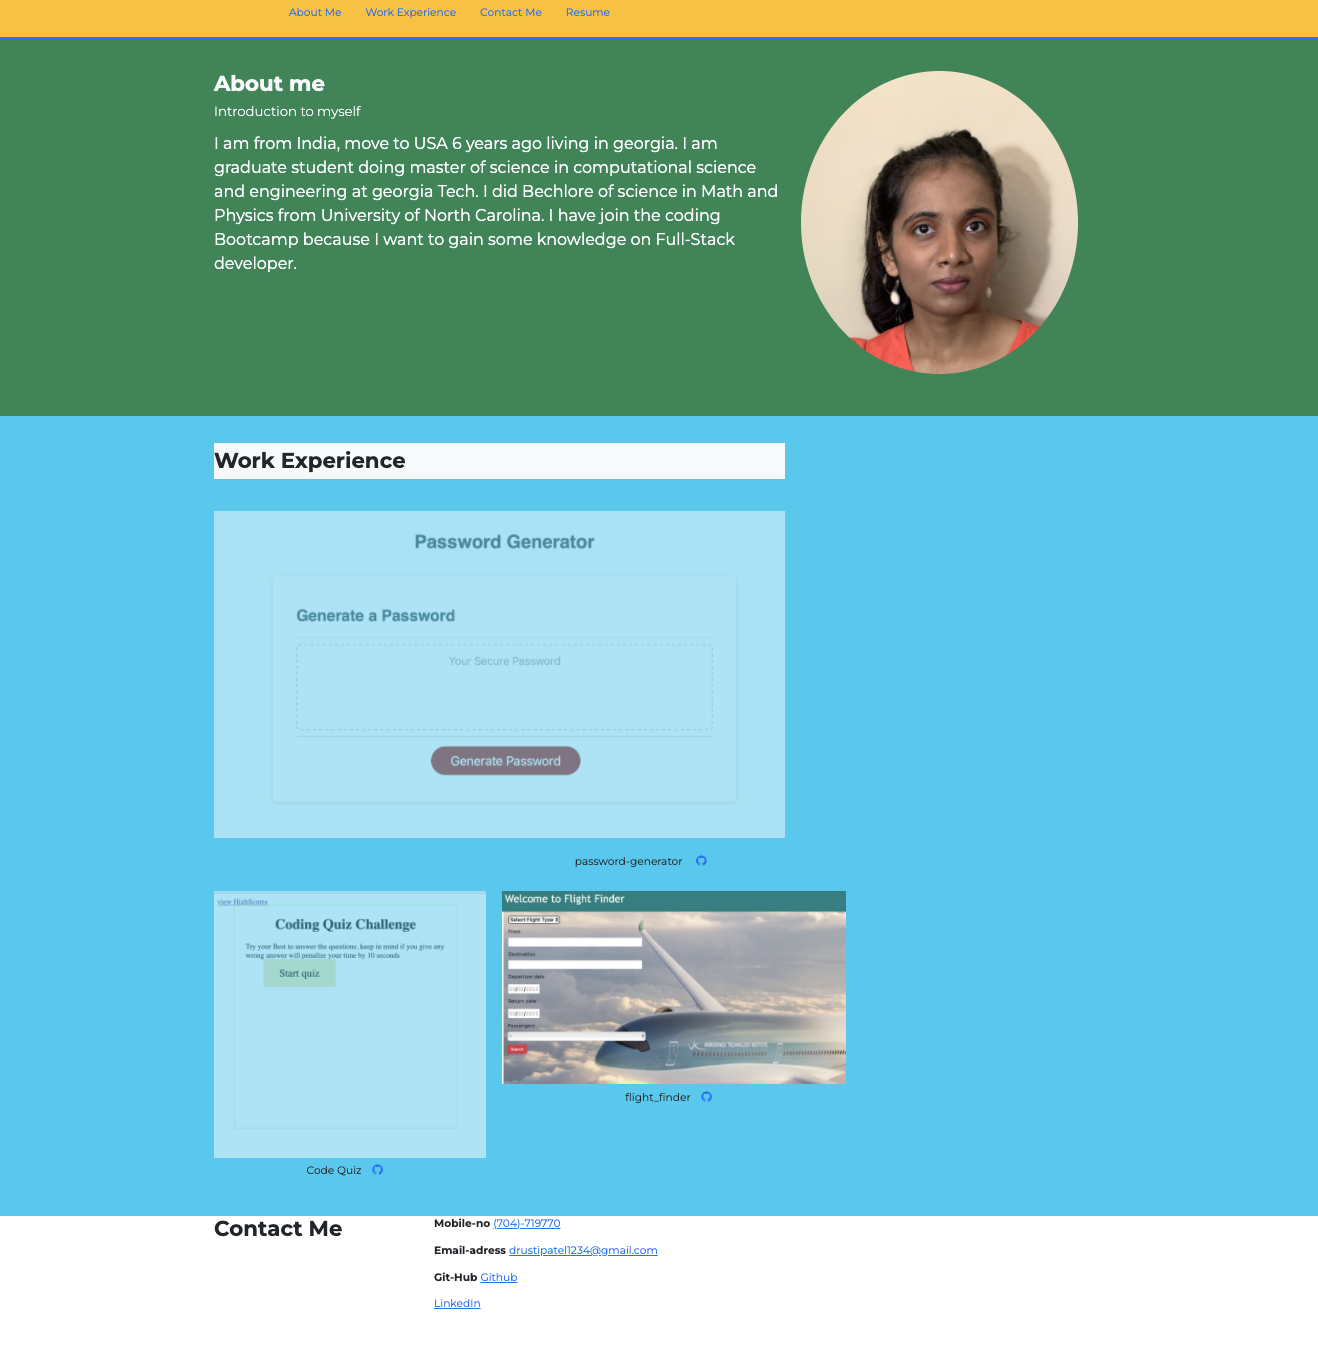 About Me Work Experience Contact Me Resume
About me
Introduction to myself
I am from India, move to USA 6 years ago living in georgia. I am
graduate student doing master of science in computational science
and engineering at georgia Tech. I did Bechlore of science in Math and
Physics from University of North Carolina. I have join the coding
Bootcamp because I want to gain some knowledge on Full-Stack
developer.
Work Experience
Password Generator
Generate a Password
Your Secure Password
Generate Password
password-generator
view HighScores
Coding Quiz Challenge
Try your Best to answer the questions. keep in mind if you give any
wrong answer will penalize your time by 10 seconds
Start quiz
Code Quiz
Welcome to Flight Finder
Select Flight Type
From
Destination
Departure date
Return date
Passengers
Search
AEROSPACE TECHNOLOGY INSTITUTE
flight_finder
Contact Me
Mobile-no (704)-719770
Email-adress drustipatel1234@gmail.com
Git-Hub Github
LinkedIn